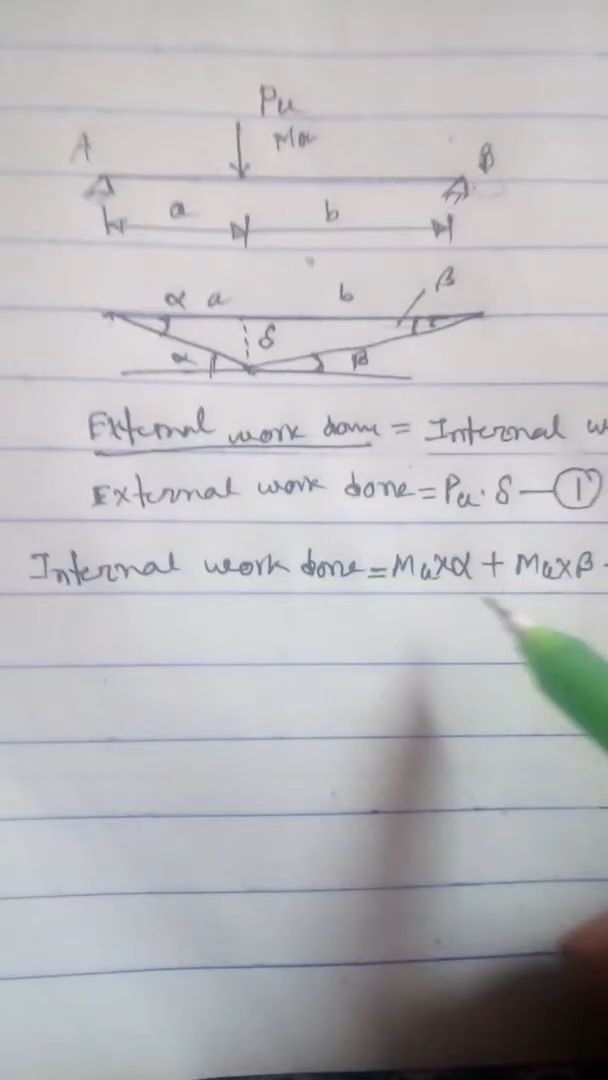 Pu
A Mu B
a b
α a b β
δ
α β
External work done = Internal w
External work done = Pu · δ — 1
Internal work done = Mu×α + Mu×β -